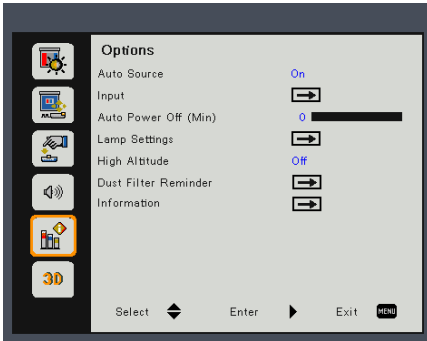 Options
Auto Source On
Input
Auto Power Off (Min) 0
Lamp Settings
High Altitude Off
Dust Filter Reminder
Information
3D
Select Enter Exit MENU